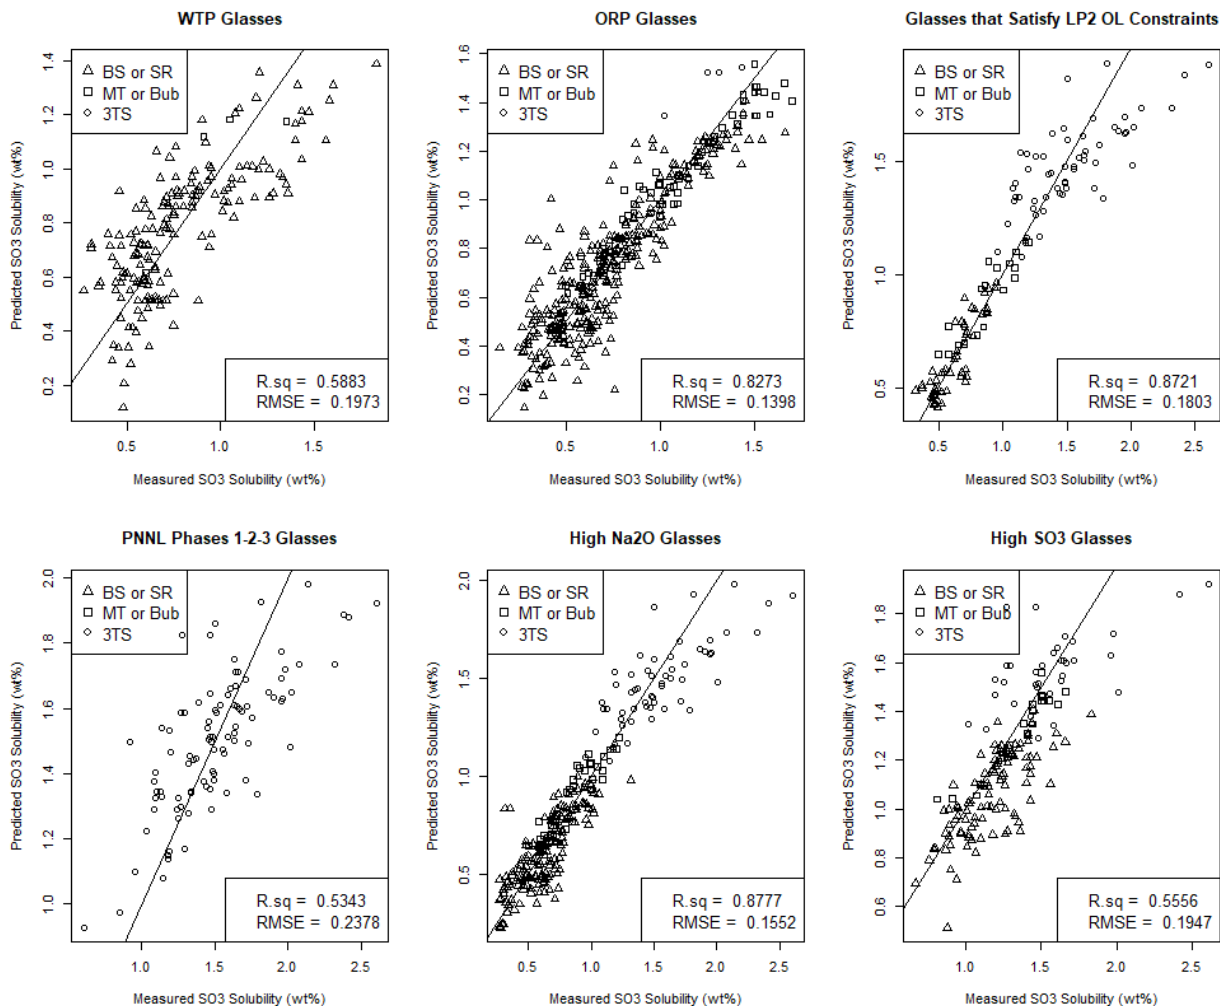 WTP Glasses
BS or SR
MT or Bub
3TS
R.sq = 0.5883
RMSE = 0.1973
Predicted SO3 Solubility (wt%)
0.2 0.4 0.6 0.8 1.0 1.2 1.4
0.5 1.0 1.5
Measured SO3 Solubility (wt%)
ORP Glasses
BS or SR
MT or Bub
3TS
R.sq = 0.8273
RMSE = 0.1398
Predicted SO3 Solubility (wt%)
0.2 0.4 0.6 0.8 1.0 1.2 1.4 1.6
0.5 1.0 1.5
Measured SO3 Solubility (wt%)
Glasses that Satisfy LP2 OL Constraints
BS or SR
MT or Bub
3TS
R.sq = 0.8721
RMSE = 0.1803
Predicted SO3 Solubility (wt%)
0.5 1.0 1.5
0.5 1.0 1.5 2.0 2.5
Measured SO3 Solubility (wt%)
PNNL Phases 1-2-3 Glasses
BS or SR
MT or Bub
3TS
R.sq = 0.5343
RMSE = 0.2378
Predicted SO3 Solubility (wt%)
1.0 1.2 1.4 1.6 1.8 2.0
1.0 1.5 2.0 2.5
Measured SO3 Solubility (wt%)
High Na2O Glasses
BS or SR
MT or Bub
3TS
R.sq = 0.8777
RMSE = 0.1552
Predicted SO3 Solubility (wt%)
0.5 1.0 1.5 2.0
0.5 1.0 1.5 2.0 2.5
Measured SO3 Solubility (wt%)
High SO3 Glasses
BS or SR
MT or Bub
3TS
R.sq = 0.5556
RMSE = 0.1947
Predicted SO3 Solubility (wt%)
0.6 0.8 1.0 1.2 1.4 1.6 1.8
1.0 1.5 2.0 2.5
Measured SO3 Solubility (wt%)